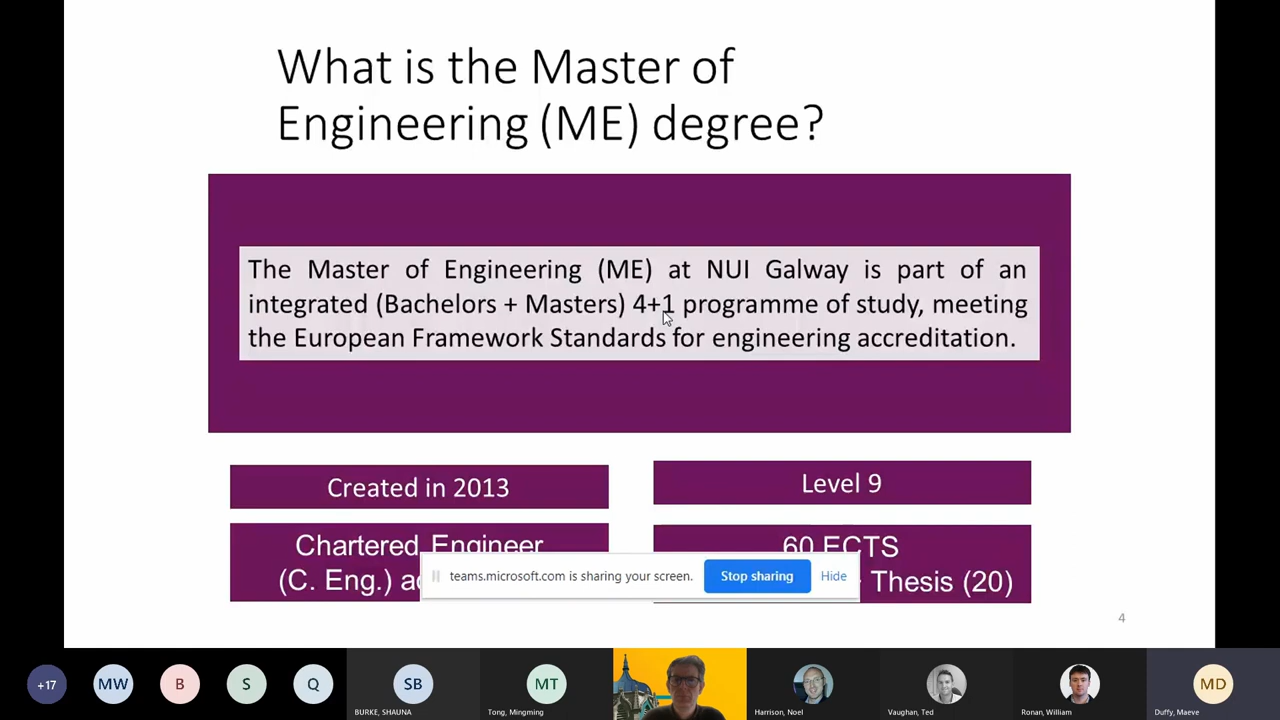 What is the Master of
Engineering (ME) degree?
The Master of Engineering (ME) at NUI Galway is part of an
integrated (Bachelors + Masters) 4+1 programme of study, meeting
the European Framework Standards for engineering accreditation.
Created in 2013
Level 9
Chartered Engineer
(C. Eng.)
60 ECTS
Thesis (20)
teams.microsoft.com is sharing your screen.
Stop sharing
Hide
4
+17
MW
B
S
Q
SB
MT
MD
BURKE, SHAUNA
Tong, Mingming
Harrison, Noel
Vaughan, Ted
Ronan, William
Duffy, Maeve